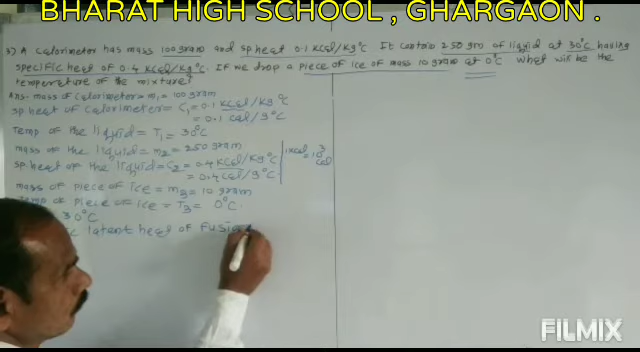 BHARAT HIGH SCHOOL , GHARGAON .
3) A calorimeter has mass 100 gram and sp heat 0.1 Kcal/Kg°C It contain 250 gm of liquid at 30°C having
specific heat of 0.4 Kcal/Kg°C. If we drop a piece of ice of mass 10 gram at 0°C what will be the
temperature of the mixture?
Ans- mass of calorimeter = m₁ = 100 gram
sp heat of calorimeter = C₁ = 0.1 Kcal/Kg °C
= 0.1 cal/g°C
Temp of the liquid = T₁ = 30°C
mass of the liquid = m₂ = 250 gram
sp heat of the liquid = C₂ = 0.4 Kcal/Kg°C
= 0.4 cal/g°C
1 Kcal
= 10³
cal
mass of piece of ice = m₃ = 10 gram
Temp of piece of ice = T₃ = 0°C.
30°C
latent heat of fusio
FILMIX